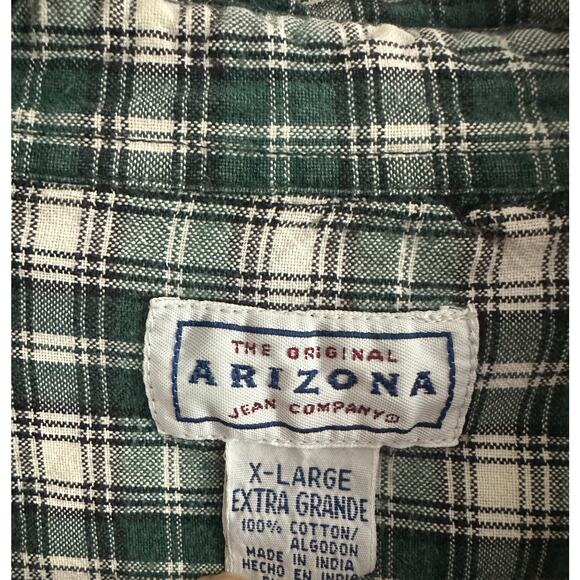 THE ORIGINAL
ARIZONA
JEAN COMPANY
X-LARGE
EXTRA GRANDE
100% COTTON/
ALGODON
MADE IN INDIA
HECHO EN INDIA